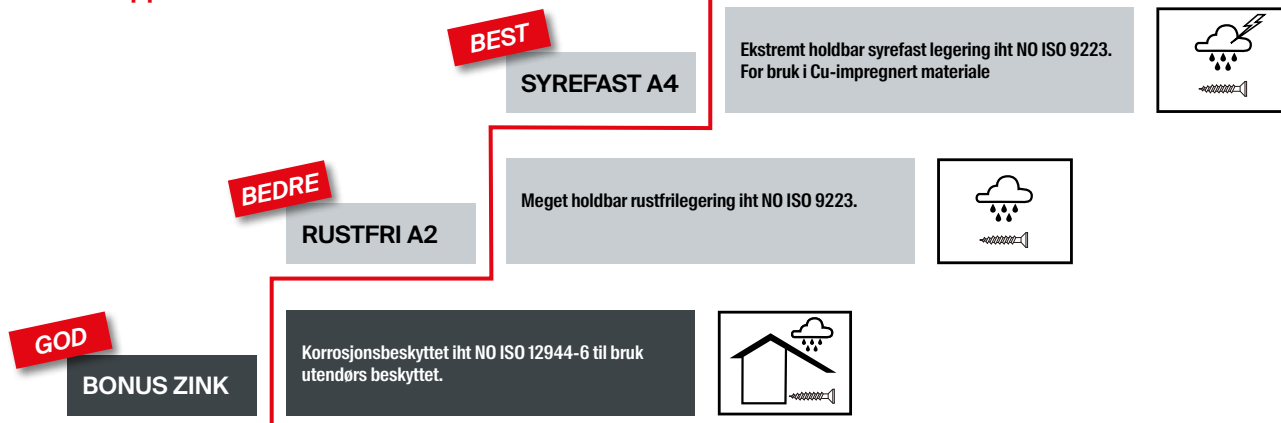 BEST
SYREFAST A4
Ekstremt holdbar syrefast legering iht NO ISO 9223.
For bruk i Cu-impregnert materiale
BEDRE
RUSTFRI A2
Meget holdbar rustfrilegering iht NO ISO 9223.
GOD
BONUS ZINK
Korrosjonsbeskyttet iht NO ISO 12944-6 til bruk
utendørs beskyttet.